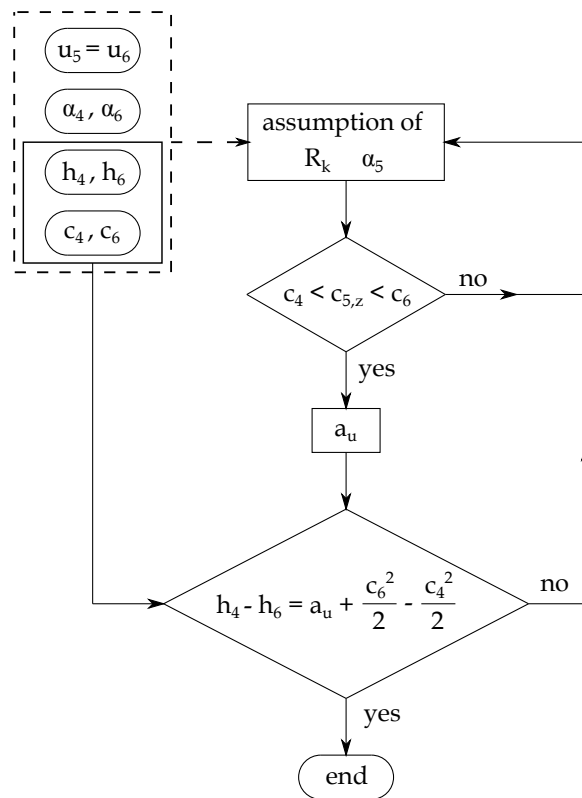 u₅ = u₆
α₄ , α₆
h₄ , h₆
c₄ , c₆
assumption of
Rₖ α₅
c₄ < c₅,z < c₆
no
yes
aᵤ
h₄ - h₆ = aᵤ + c₆²/2 - c₄²/2
no
yes
end